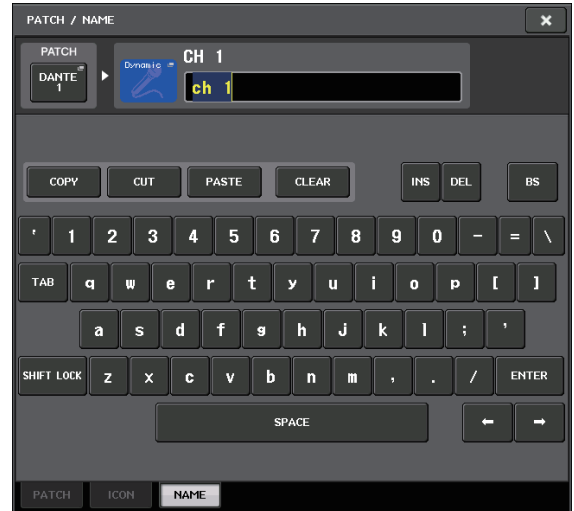 PATCH / NAME ×
PATCH
DANTE 1
Dynamic
CH 1
ch 1
COPY CUT PASTE CLEAR INS DEL BS
' 1 2 3 4 5 6 7 8 9 0 - = \
TAB q w e r t y u i o p [ ]
a s d f g h j k l ; '
SHIFT LOCK z x c v b n m , . / ENTER
SPACE ← →
PATCH ICON NAME